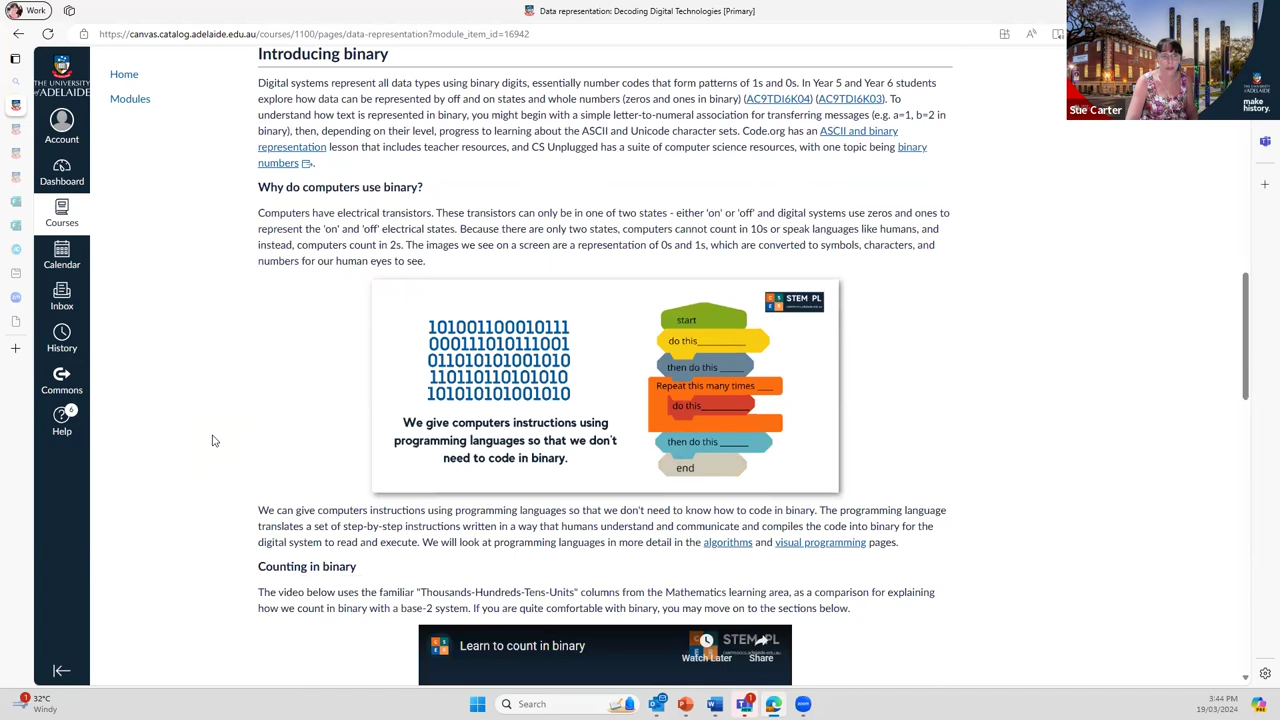 Work
Data representation: Decoding Digital Technologies [Primary]
https://canvas.catalog.adelaide.edu.au/courses/1100/pages/data-representation?module_item_id=16942
THE UNIVERSITY
of ADELAIDE
Account
Dashboard
Courses
Calendar
Inbox
History
Commons
6
Help
Home
Modules
Introducing binary
Digital systems represent all data types using binary digits, essentially number codes that form patterns of 1s and 0s. In Year 5 and Year 6 students
explore how data can be represented by off and on states and whole numbers (zeros and ones in binary) (AC9TDI6K04) (AC9TDI6K03). To
understand how text is represented in binary, you might begin with a simple letter-to-numeral association for transferring messages (e.g. a=1, b=2 in
binary), then, depending on their level, progress to learning about the ASCII and Unicode character sets. Code.org has an ASCII and binary
representation lesson that includes teacher resources, and CS Unplugged has a suite of computer science resources, with one topic being binary
numbers.
Why do computers use binary?
Computers have electrical transistors. These transistors can only be in one of two states - either 'on' or 'off' and digital systems use zeros and ones to
represent the 'on' and 'off' electrical states. Because there are only two states, computers cannot count in 10s or speak languages like humans, and
instead, computers count in 2s. The images we see on a screen are a representation of 0s and 1s, which are converted to symbols, characters, and
numbers for our human eyes to see.
STEM PL
101001100010111
000111010111001
011010101001010
110110110101010
101010101001010
We give computers instructions using
programming languages so that we don't
need to code in binary.
start
do this__________
then do this _____
Repeat this many times ___
do this__________
then do this ______
end
We can give computers instructions using programming languages so that we don't need to know how to code in binary. The programming language
translates a set of step-by-step instructions written in a way that humans understand and communicate and compiles the code into binary for the
digital system to read and execute. We will look at programming languages in more detail in the algorithms and visual programming pages.
Counting in binary
The video below uses the familiar "Thousands-Hundreds-Tens-Units" columns from the Mathematics learning area, as a comparison for explaining
how we count in binary with a base-2 system. If you are quite comfortable with binary, you may move on to the sections below.
Learn to count in binary
STEM PL
Watch Later
Share
Sue Carter
make
history.
1
32°C
Windy
Search
1
zoom
3:44 PM
19/03/2024